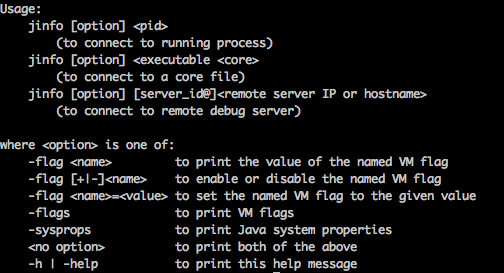 Usage:
    jinfo [option] <pid>
        (to connect to running process)
    jinfo [option] <executable <core>
        (to connect to a core file)
    jinfo [option] [server_id@]<remote server IP or hostname>
        (to connect to remote debug server)

where <option> is one of:
    -flag <name>         to print the value of the named VM flag
    -flag [+|-]<name>    to enable or disable the named VM flag
    -flag <name>=<value> to set the named VM flag to the given value
    -flags               to print VM flags
    -sysprops            to print Java system properties
    <no option>          to print both of the above
    -h | -help           to print this help message